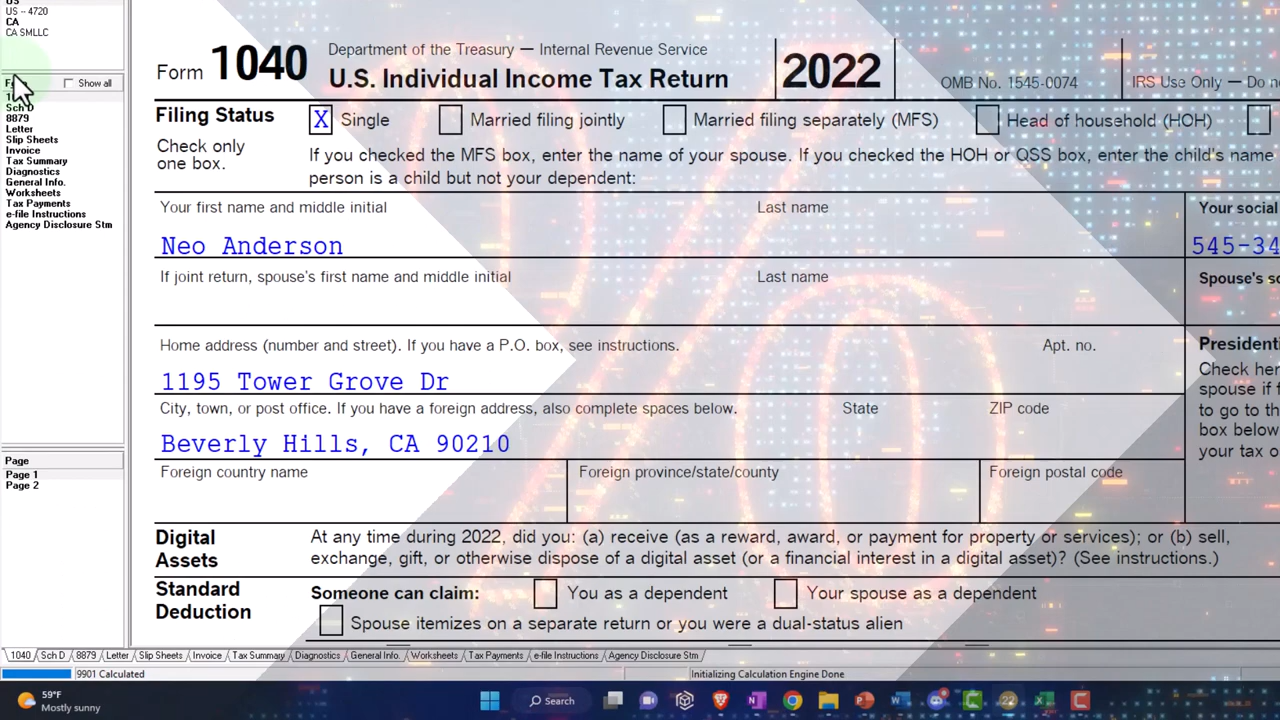 US
US -- 4720
CA
CA SMLLC
Show all
Sch D
8879
Letter
Slip Sheets
Invoice
Tax Summary
Diagnostics
General Info.
Worksheets
Tax Payments
e-file Instructions
Agency Disclosure Stm
Page
Page 1
Page 2
Form 1040
Department of the Treasury — Internal Revenue Service
U.S. Individual Income Tax Return
2022
OMB No. 1545-0074
IRS Use Only — Do
Filing Status
Check only
one box.
X Single Married filing jointly Married filing separately (MFS) Head of household (HOH)
If you checked the MFS box, enter the name of your spouse. If you checked the HOH or QSS box, enter the child's name
person is a child but not your dependent:
Your first name and middle initial Last name Your social
Neo Anderson 545-34
If joint return, spouse's first name and middle initial Last name Spouse's
Home address (number and street). If you have a P.O. box, see instructions. Apt. no. Presidenti
1195 Tower Grove Dr
Check her
spouse if f
to go to th
box below
your tax o
City, town, or post office. If you have a foreign address, also complete spaces below. State ZIP code
Beverly Hills, CA 90210
Foreign country name Foreign province/state/county Foreign postal code
Digital
Assets
At any time during 2022, did you: (a) receive (as a reward, award, or payment for property or services); or (b) sell,
exchange, gift, or otherwise dispose of a digital asset (or a financial interest in a digital asset)? (See instructions.)
Standard
Deduction
Someone can claim: You as a dependent Your spouse as a dependent
Spouse itemizes on a separate return or you were a dual-status alien
1040 Sch D 8879 Letter Slip Sheets Invoice Tax Summary Diagnostics General Info. Worksheets Tax Payments e-file Instructions Agency Disclosure Stm
9901 Calculated Initializing Calculation Engine Done
59°F
Mostly sunny
Search
22